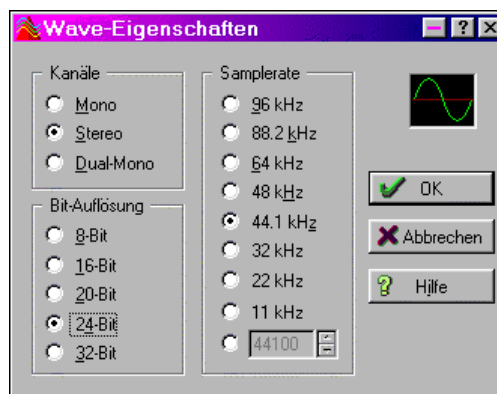 Wave-Eigenschaften
Kanäle
Mono
Stereo
Dual-Mono
Bit-Auflösung
8-Bit
16-Bit
20-Bit
24-Bit
32-Bit
Samplerate
96 kHz
88.2 kHz
64 kHz
48 kHz
44.1 kHz
32 kHz
22 kHz
11 kHz
44100
OK
Abbrechen
Hilfe